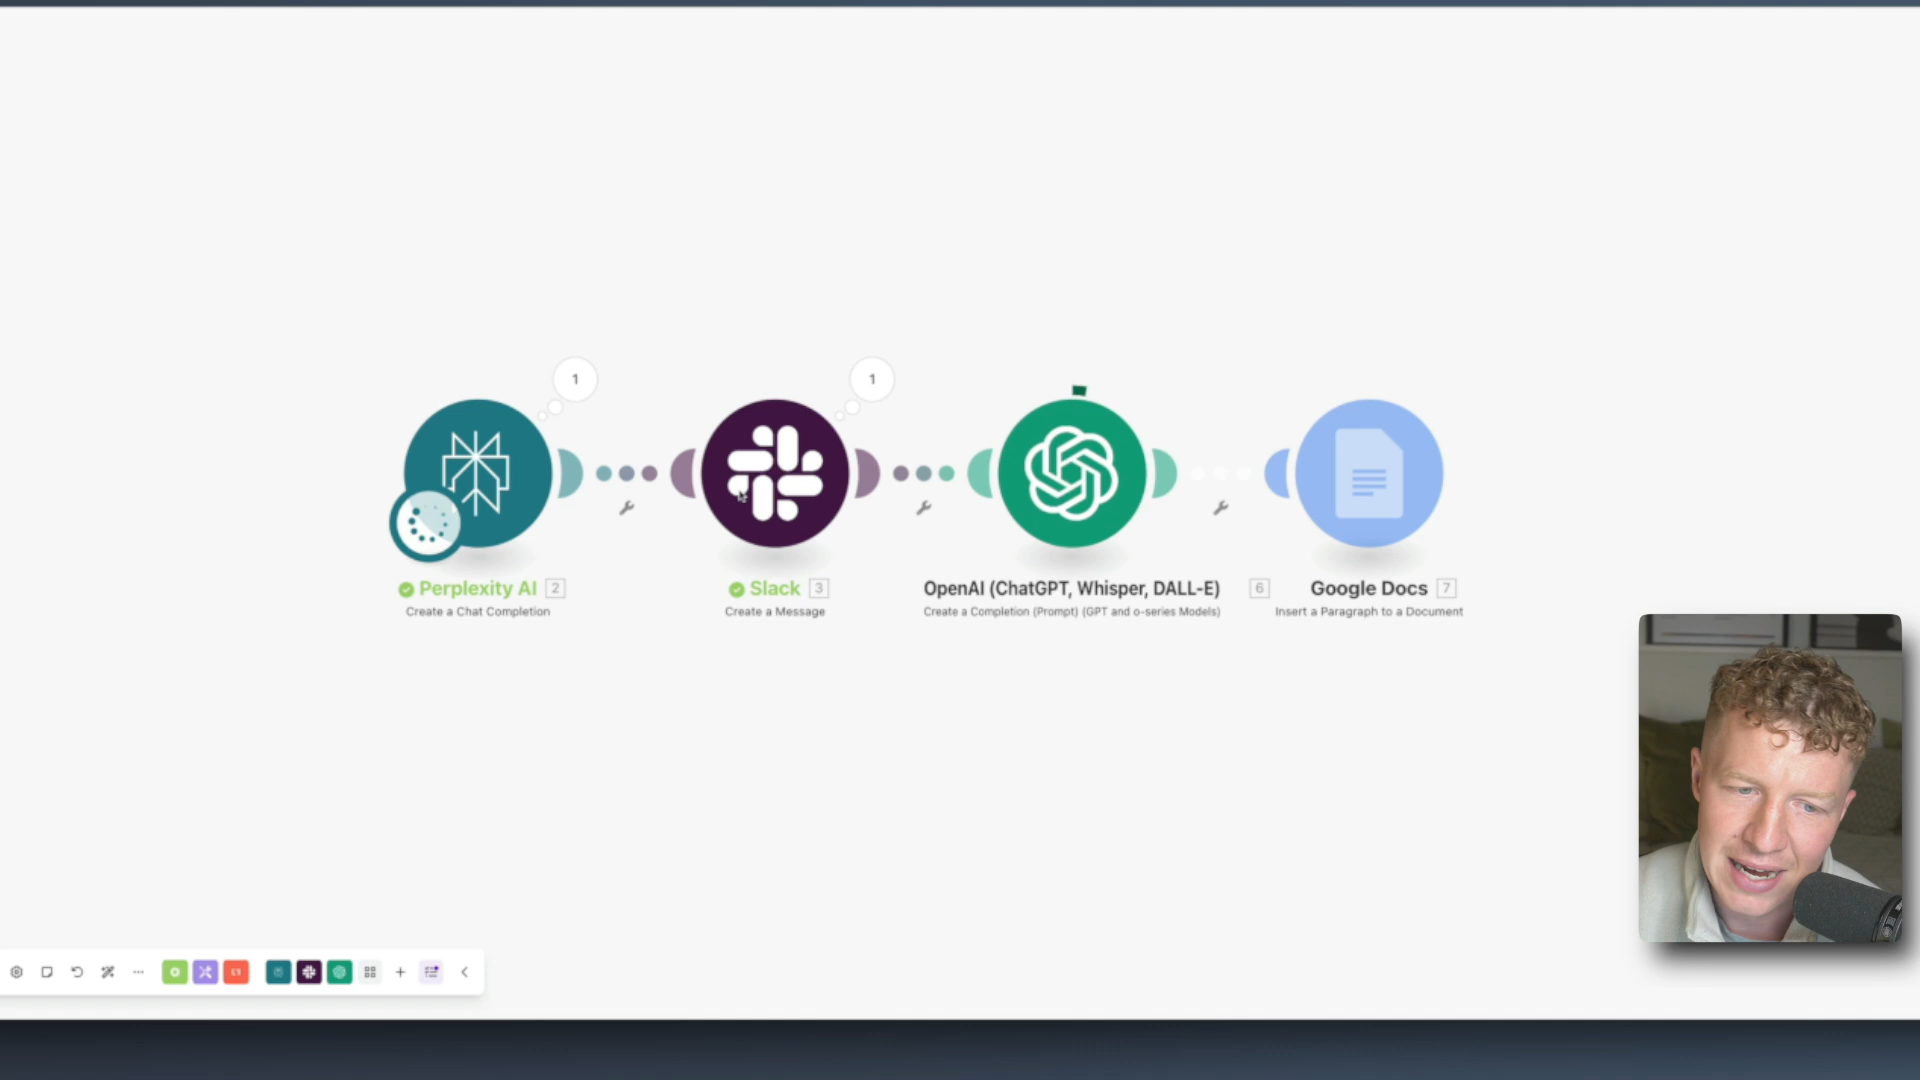 1
1
Perplexity AI 2
Create a Chat Completion
Slack 3
Create a Message
OpenAI (ChatGPT, Whisper, DALL-E) 6
Create a Completion (Prompt) (GPT and o-series Models)
Google Docs 7
Insert a Paragraph to a Document